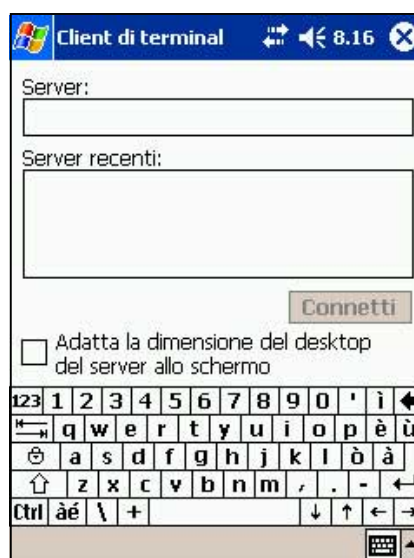 Client di terminal 8.16
Server:
Server recenti:
Connetti
Adatta la dimensione del desktop
del server allo schermo
123 1 2 3 4 5 6 7 8 9 0 ' ì
q w e r t y u i o p è ù
a s d f g h j k l ò à
z x c v b n m , . -
Ctrl àé \ +